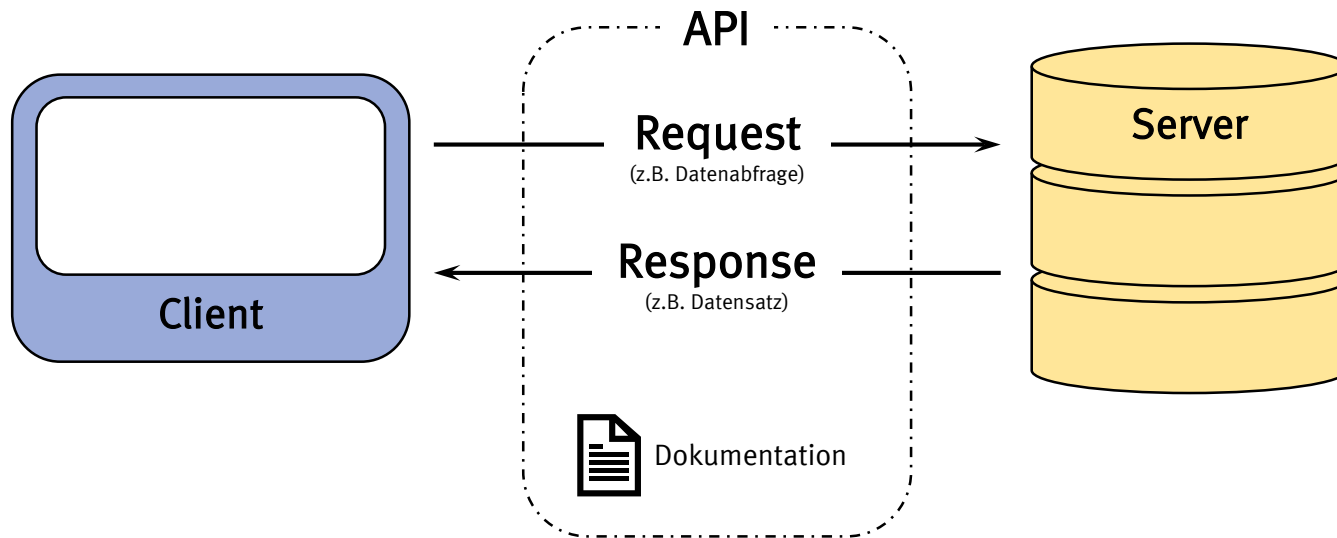 API
Request
(z.B. Datenabfrage)
Server
Response
(z.B. Datensatz)
Client
Dokumentation